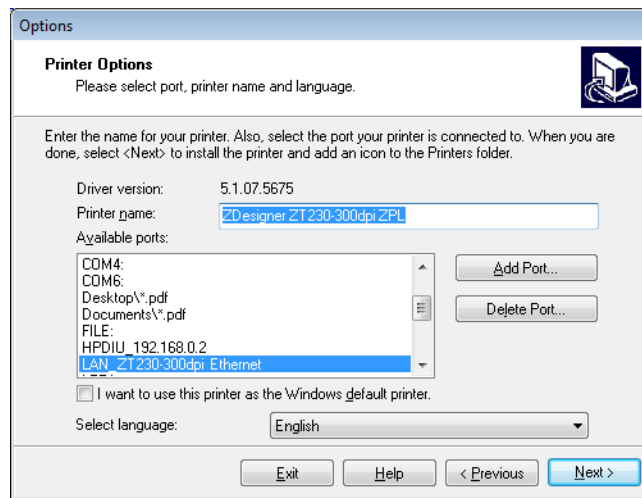 Options
Printer Options
Please select port, printer name and language.
Enter the name for your printer. Also, select the port your printer is connected to. When you are
done, select <Next> to install the printer and add an icon to the Printers folder.
Driver version: 5.1.07.5675
Printer name: ZDesigner ZT230-300dpi ZPL
Available ports:
COM4:
COM6:
Desktop\*.pdf
Documents\*.pdf
FILE:
HPDIU_192.168.0.2
LAN_ZT230-300dpi Ethernet
Add Port...
Delete Port...
I want to use this printer as the Windows default printer.
Select language: English
Exit Help < Previous Next >